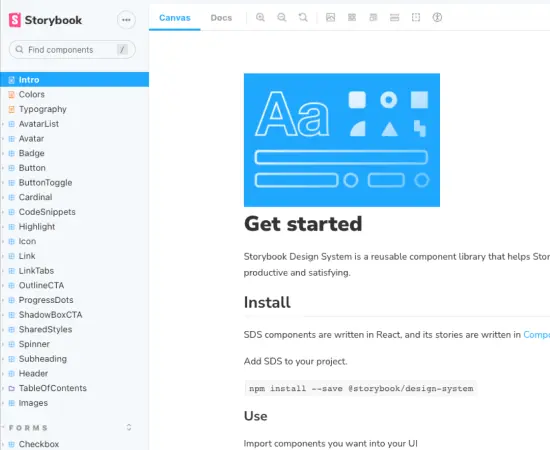 Storybook
Canvas
Docs
Find components
/
Intro
Colors
Typography
AvatarList
Avatar
Badge
Button
ButtonToggle
Cardinal
CodeSnippets
Highlight
Icon
Link
LinkTabs
OutlineCTA
ProgressDots
ShadowBoxCTA
SharedStyles
Spinner
Subheading
Header
TableOfContents
Images
FORMS
Checkbox
Aa
Get started
Storybook Design System is a reusable component library that helps Stor
productive and satisfying.
Install
SDS components are written in React, and its stories are written in Compo
Add SDS to your project.
npm install --save @storybook/design-system
Use
Import components you want into your UI